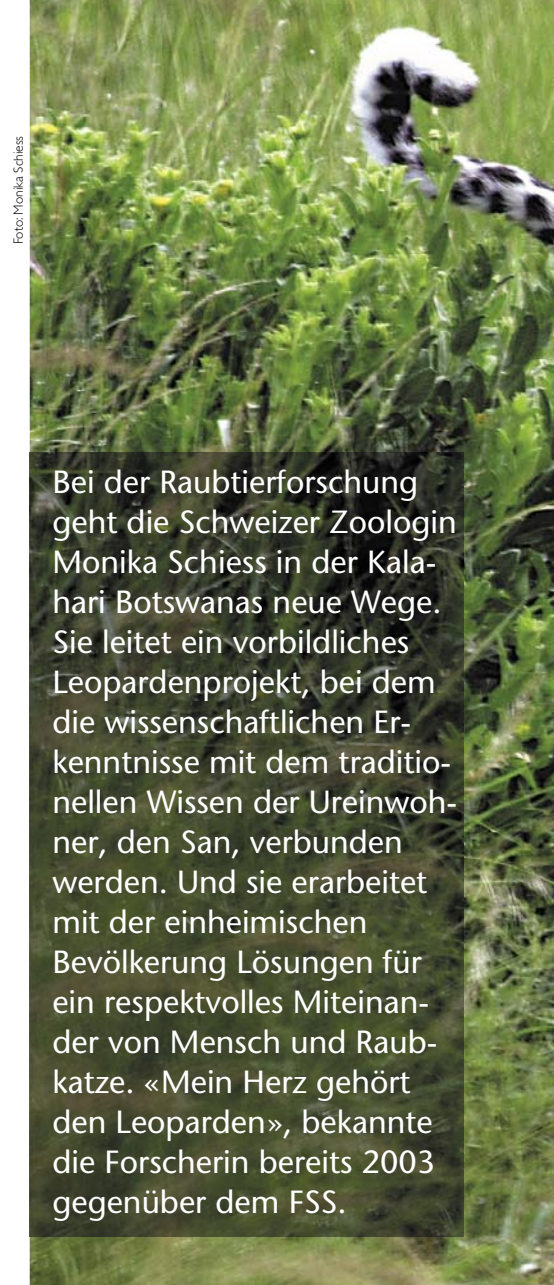 Foto: Monika Schiess
Bei der Raubtierforschung
geht die Schweizer Zoologin
Monika Schiess in der Kala-
hari Botswanas neue Wege.
Sie leitet ein vorbildliches
Leopardenprojekt, bei dem
die wissenschaftlichen Er-
kenntnisse mit dem traditio-
nellen Wissen der Ureinwoh-
ner, den San, verbunden
werden. Und sie erarbeitet
mit der einheimischen
Bevölkerung Lösungen für
ein respektvolles Miteinan-
der von Mensch und Raub-
katze. «Mein Herz gehört
den Leoparden», bekannte
die Forscherin bereits 2003
gegenüber dem FSS.